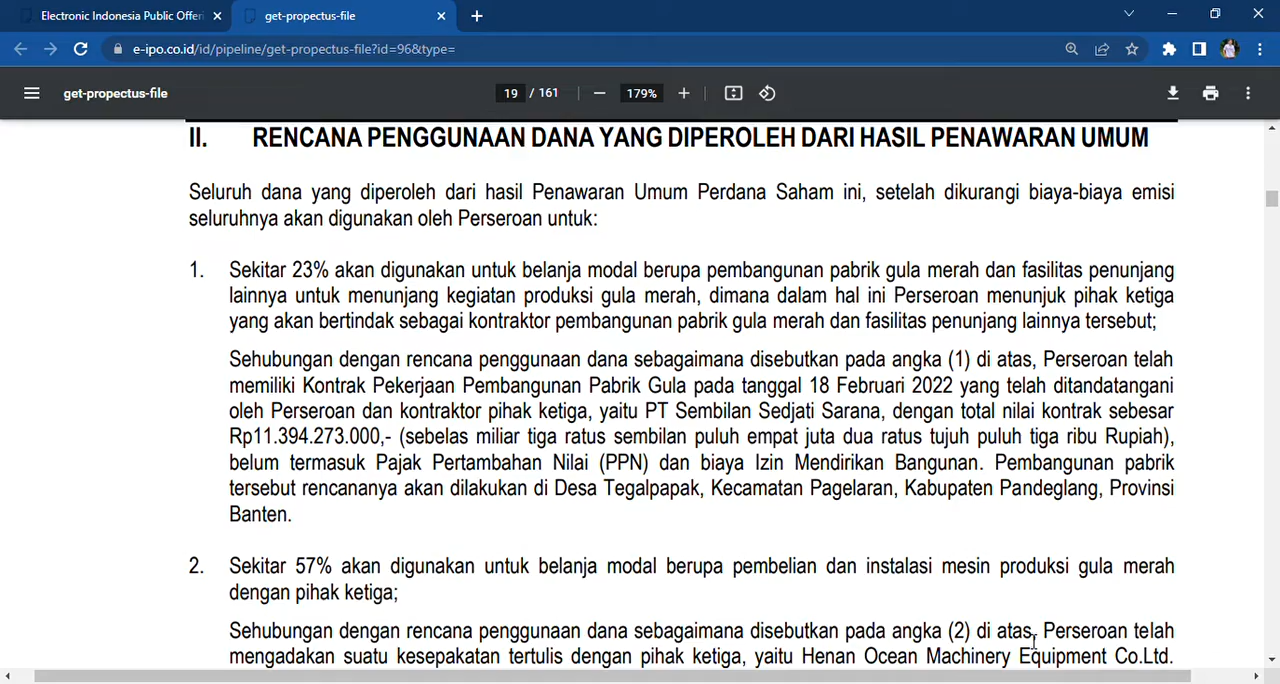 Electronic Indonesia Public Offeri
get-propectus-file
e-ipo.co.id/id/pipeline/get-propectus-file?id=96&type=
get-propectus-file
19 / 161
179%
II. RENCANA PENGGUNAAN DANA YANG DIPEROLEH DARI HASIL PENAWARAN UMUM
Seluruh dana yang diperoleh dari hasil Penawaran Umum Perdana Saham ini, setelah dikurangi biaya-biaya emisi
seluruhnya akan digunakan oleh Perseroan untuk:
1. Sekitar 23% akan digunakan untuk belanja modal berupa pembangunan pabrik gula merah dan fasilitas penunjang
lainnya untuk menunjang kegiatan produksi gula merah, dimana dalam hal ini Perseroan menunjuk pihak ketiga
yang akan bertindak sebagai kontraktor pembangunan pabrik gula merah dan fasilitas penunjang lainnya tersebut;
Sehubungan dengan rencana penggunaan dana sebagaimana disebutkan pada angka (1) di atas, Perseroan telah
memiliki Kontrak Pekerjaan Pembangunan Pabrik Gula pada tanggal 18 Februari 2022 yang telah ditandatangani
oleh Perseroan dan kontraktor pihak ketiga, yaitu PT Sembilan Sedjati Sarana, dengan total nilai kontrak sebesar
Rp11.394.273.000,- (sebelas miliar tiga ratus sembilan puluh empat juta dua ratus tujuh puluh tiga ribu Rupiah),
belum termasuk Pajak Pertambahan Nilai (PPN) dan biaya Izin Mendirikan Bangunan. Pembangunan pabrik
tersebut rencananya akan dilakukan di Desa Tegalpapak, Kecamatan Pagelaran, Kabupaten Pandeglang, Provinsi
Banten.
2. Sekitar 57% akan digunakan untuk belanja modal berupa pembelian dan instalasi mesin produksi gula merah
dengan pihak ketiga;
Sehubungan dengan rencana penggunaan dana sebagaimana disebutkan pada angka (2) di atas, Perseroan telah
mengadakan suatu kesepakatan tertulis dengan pihak ketiga, yaitu Henan Ocean Machinery Equipment Co.Ltd.